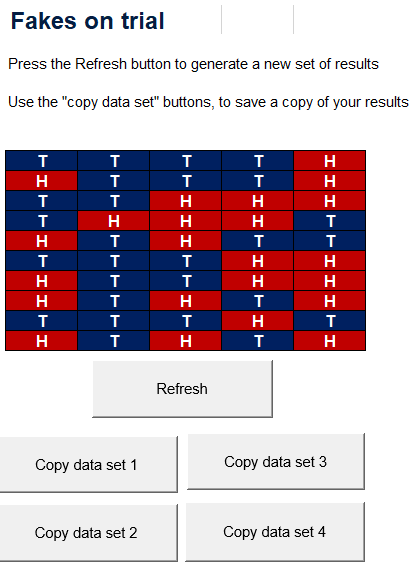 Fakes on trial
Press the Refresh button to generate a new set of results
Use the "copy data set" buttons, to save a copy of your results
T T T T H
H T T T H
T T H H H
T H H H T
H T H T T
T T T H H
H T T H H
H T H T H
T T T H T
H T H T H
Refresh
Copy data set 1
Copy data set 3
Copy data set 2
Copy data set 4